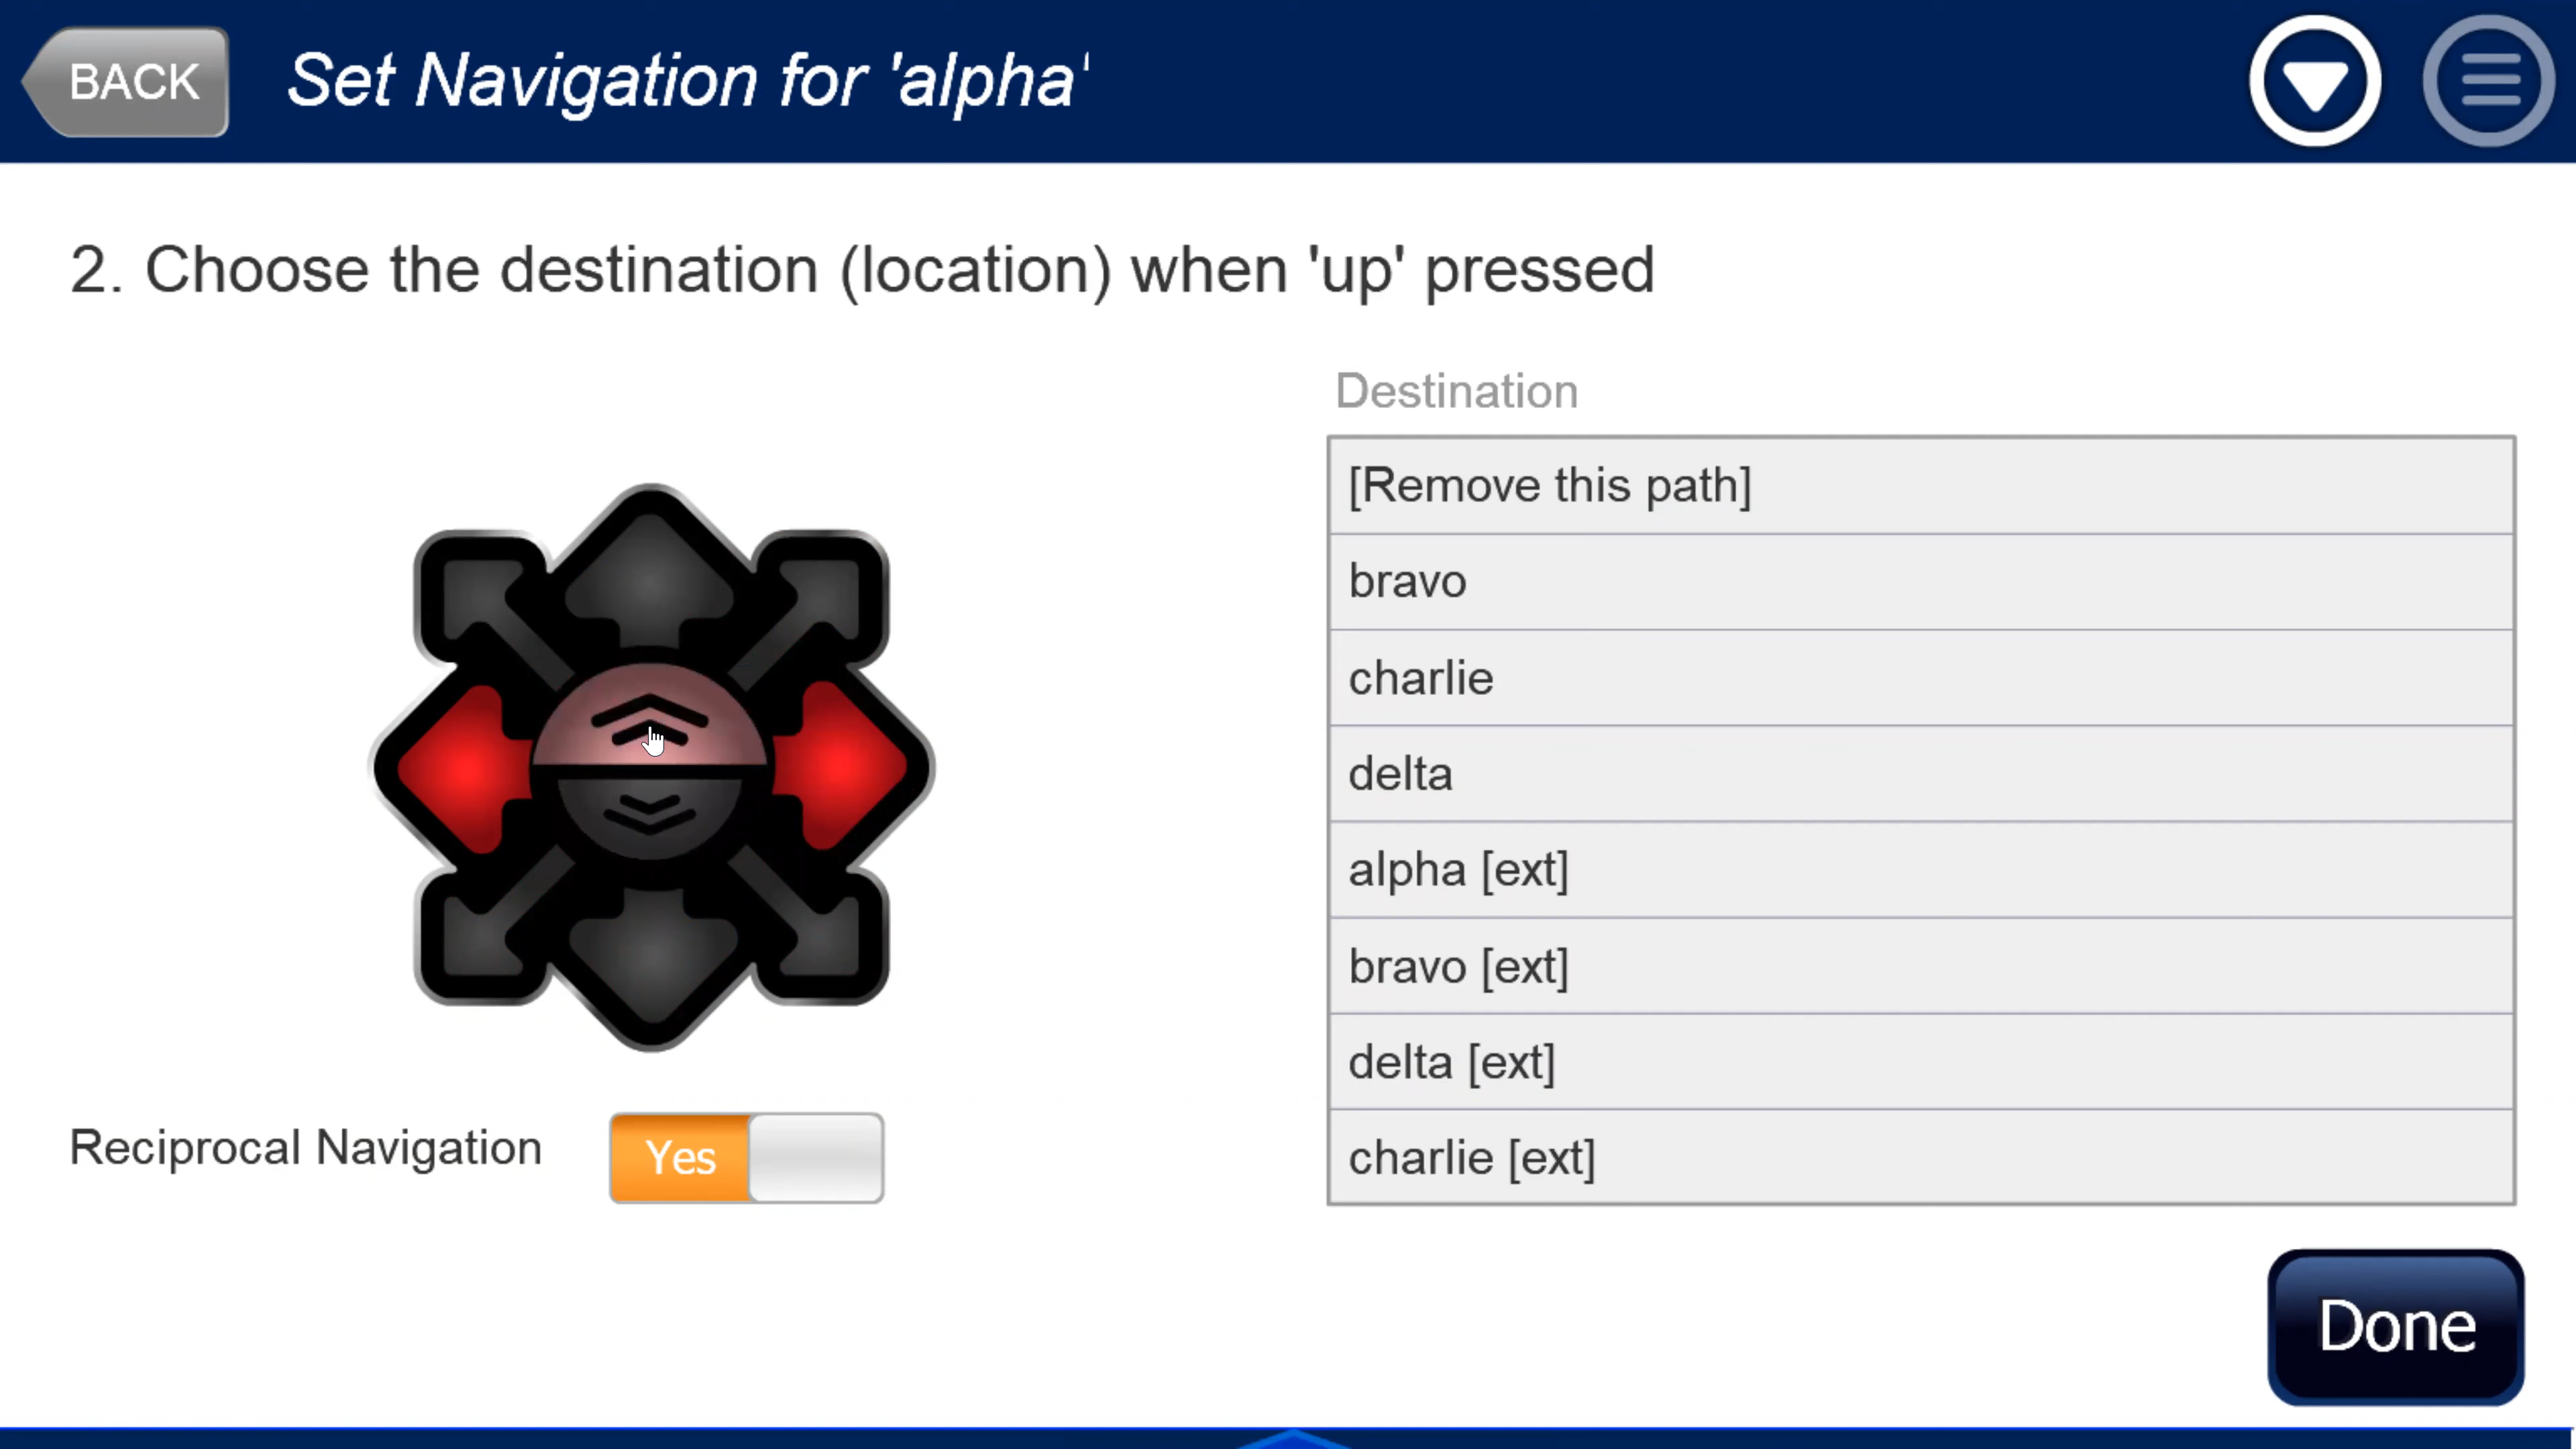 BACK
Set Navigation for 'alpha'
2. Choose the destination (location) when 'up' pressed
Destination
[Remove this path]
bravo
charlie
delta
alpha [ext]
bravo [ext]
delta [ext]
charlie [ext]
Reciprocal Navigation
Yes
Done